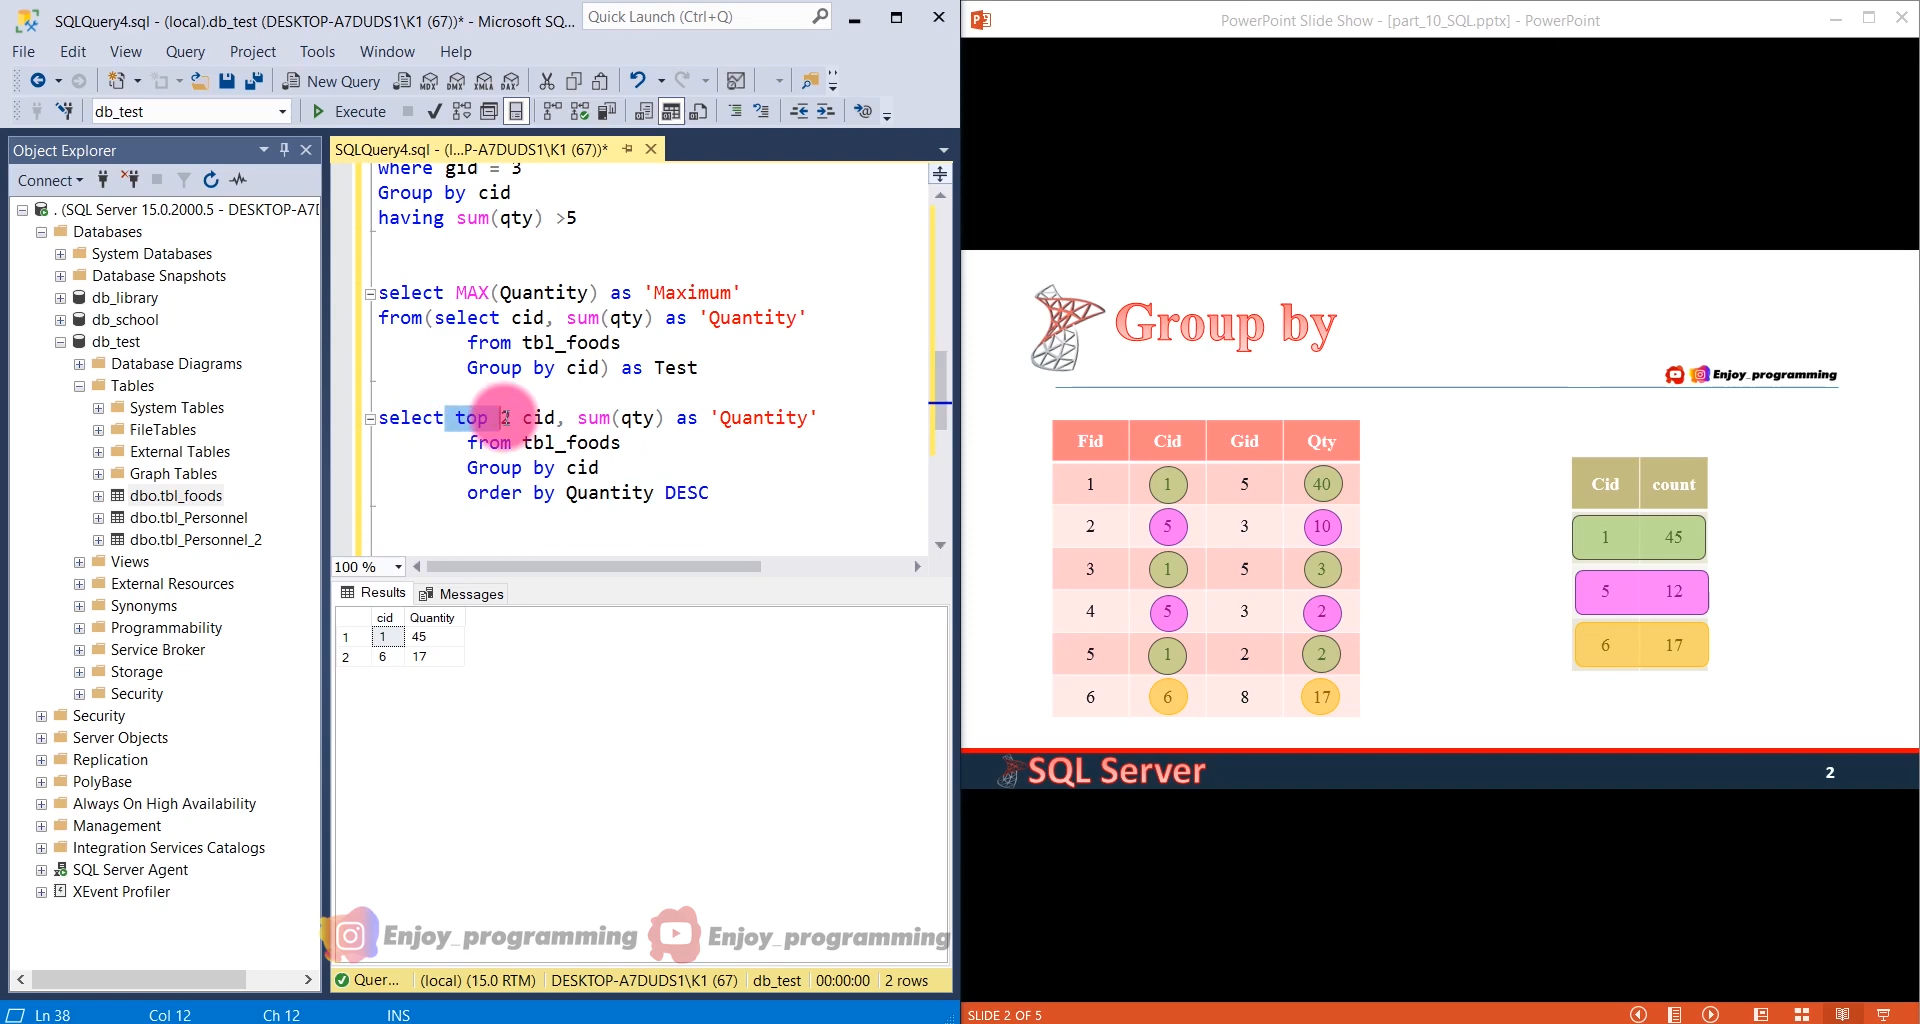 SQLQuery4.sql - (local).db_test (DESKTOP-A7DUDS1\K1 (67))* - Microsoft SQ...
Quick Launch (Ctrl+Q)
File Edit View Query Project Tools Window Help
New Query
MDX DMX XMLA DAX
db_test
Execute
Object Explorer
Connect
. (SQL Server 15.0.2000.5 - DESKTOP-A7D
Databases
System Databases
Database Snapshots
db_library
db_school
db_test
Database Diagrams
Tables
System Tables
FileTables
External Tables
Graph Tables
dbo.tbl_foods
dbo.tbl_Personnel
dbo.tbl_Personnel_2
Views
External Resources
Synonyms
Programmability
Service Broker
Storage
Security
Security
Server Objects
Replication
PolyBase
Always On High Availability
Management
Integration Services Catalogs
SQL Server Agent
XEvent Profiler
SQLQuery4.sql - (l...P-A7DUDS1\K1 (67))*
where gid = 3
Group by cid
having sum(qty) >5
select MAX(Quantity) as 'Maximum'
from(select cid, sum(qty) as 'Quantity'
from tbl_foods
Group by cid) as Test
select top 2 cid, sum(qty) as 'Quantity'
from tbl_foods
Group by cid
order by Quantity DESC
100 %
Results Messages
cid Quantity
1 1 45
2 6 17
Enjoy_programming Enjoy_programming
Quer... (local) (15.0 RTM) DESKTOP-A7DUDS1\K1 (67) db_test 00:00:00 2 rows
Ln 38 Col 12 Ch 12 INS
PowerPoint Slide Show - [part_10_SQL.pptx] - PowerPoint
Group by
Enjoy_programming
Fid Cid Gid Qty
1 1 5 40
2 5 3 10
3 1 5 3
4 5 3 2
5 1 2 2
6 6 8 17
Cid count
1 45
5 12
6 17
SQL Server
2
SLIDE 2 OF 5